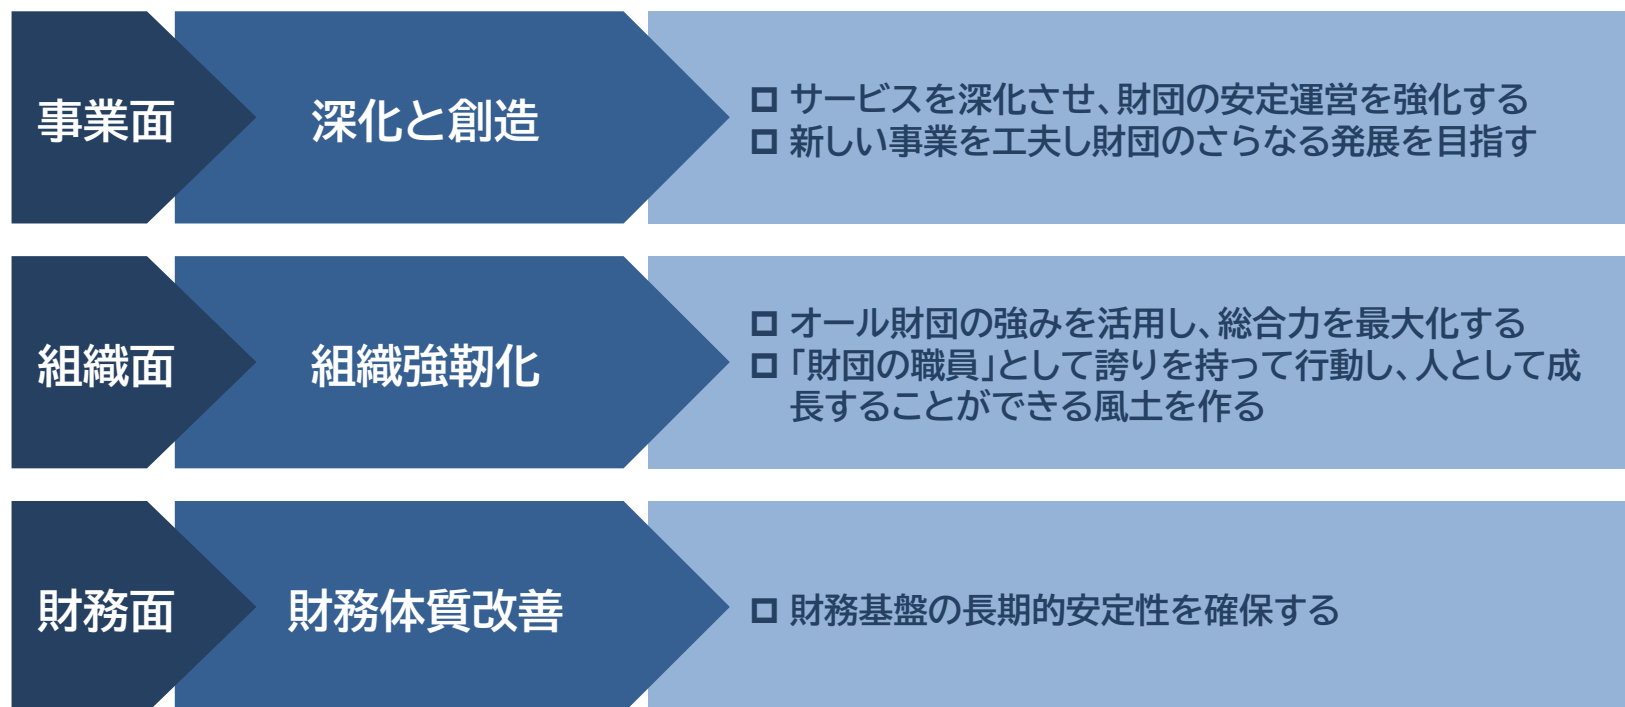 事業面
深化と創造
□ サービスを深化させ、財団の安定運営を強化する
□ 新しい事業を工夫し財団のさらなる発展を目指す
組織面
組織強靭化
□ オール財団の強みを活用し、総合力を最大化する
□ 「財団の職員」として誇りを持って行動し、人として成
長することができる風土を作る
財務面
財務体質改善
□ 財務基盤の長期的安定性を確保する